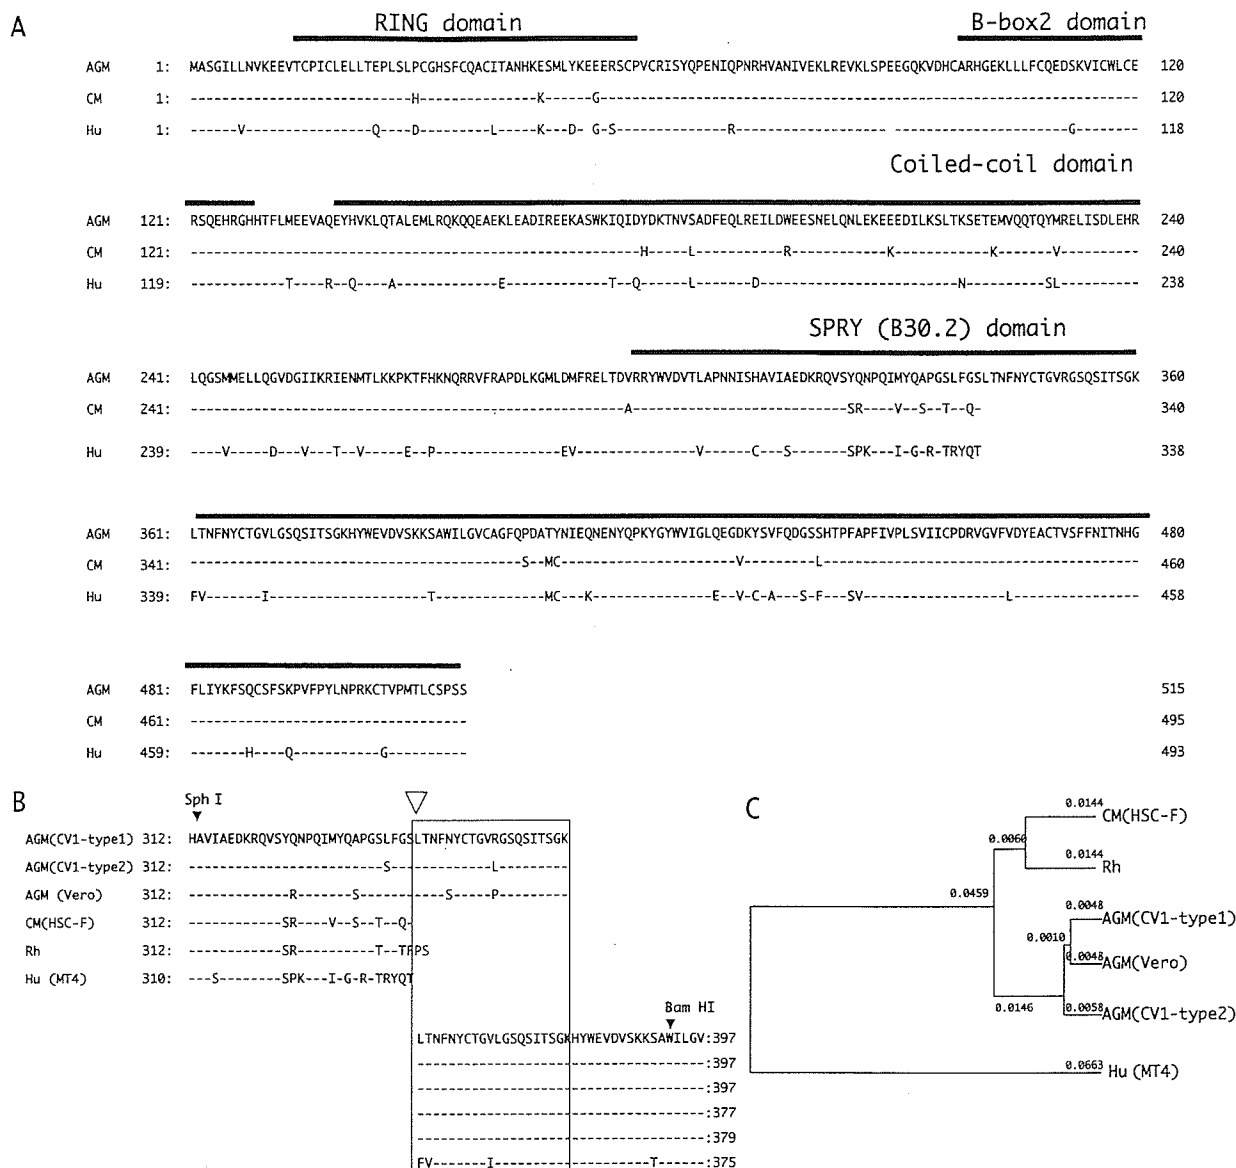 A
RING domain
B-box2 domain
AGM 1: MASGILLNVKEEVTCPICLELLTEPLSLPCGHSFCQACITANHKESMLYKEEERSCPVCRISYQPENIQPNRHVANIVEKLREVKLSPEEGQKVDHCARHGEKLLLFCQEDSKVICWLCE 120
CM 1: ----------------------------H---------------K------G-------------------------------------------------------------------- 120
Hu 1: ------V----------------Q----D---------L-----K---D--G-S--------------R------------------- --------------------G-------- 118
Coiled-coil domain
AGM 121: RSQEHRGHHTFLMEEVAQEYHVKLQTALEMLRQKQQEAEKLEADIREEKASWKIQIDYDKTNVSADFEQLREILDWEESNELQNLEKEEEDILKSLTKSETEMVQQTQYMRELISDLEHR 240
CM 121: ---------------------------------------------------------H-----L-----------R------------K------------K-------V---------- 240
Hu 119: ------------T----R--Q----A-------------E-------------T--Q------L-------D-------------------------N----------SL---------- 238
SPRY (B30.2) domain
AGM 241: LQGSMMELLQGVDGIIKRIENMTLKKPKTFHKNQRRVFRAPDLKGMLDMFRELTDVRRYWVDVTLAPNNISHAVIAEDKRQVSYQNPQIMYQAPGSLFGSLTNFNYCTGVRGSQSITSGK 360
CM 241: -------------------------------------------------------A---------------------------SR----V--S--T--Q- 340
Hu 239: ----V-----D---V---T--V-----E--P----------------EV----------------V------C---S-------SPK---I-G-R-TRYQT 338
AGM 361: LTNFNYCTGVLGSQSITSGKHYWEVDVSKKSAWILGVCAGFQPDATYNIEQNENYQPKYGYWVIGLQEGDKYSVFQDGSSHTPFAPFIVPLSVIICPDRVGVFVDYEACTVSFFNITNHG 480
CM 341: ------------------------------------------S--MC-----------------------V---------L--------------------------------------- 460
Hu 339: FV-------I--------------------T--------------MC---K---------------E--V-C-A---S-F---SV------------------L---------------- 458
AGM 481: FLIYKFSQCSFSKPVFPYLNPRKCTVPMTLCSPSS 515
CM 461: ----------------------------------- 495
Hu 459: -------H----Q-----------G---------- 493
B
Sph I
AGM(CV1-type1) 312: HAVIAEDKRQVSYQNPQIMYQAPGSLFGSLTNFNYCTGVRGSQSITSGK
AGM(CV1-type2) 312: -------------------------S-------------L---------
AGM (Vero) 312: -------------R-------S-----------S-----P---------
CM(HSC-F) 312: ------------SR----V--S--T--Q-
Rh 312: ------------SR----------T--TFPS
Hu (MT4) 310: ---S--------SPK---I-G-R-TRYQT
Bam HI
LTNFNYCTGVLGSQSITSGKHYWEVDVSKKSAWILGV:397
-------------------------------------:397
-------------------------------------:397
-------------------------------------:377
-------------------------------------:379
FV-------I--------------------T------:375
C
0.0144
CM(HSC-F)
0.0060
0.0144
Rh
0.0459
0.0048
AGM(CV1-type1)
0.0010
0.0048
AGM(Vero)
0.0146
0.0058
AGM(CV1-type2)
0.0663
Hu (MT4)